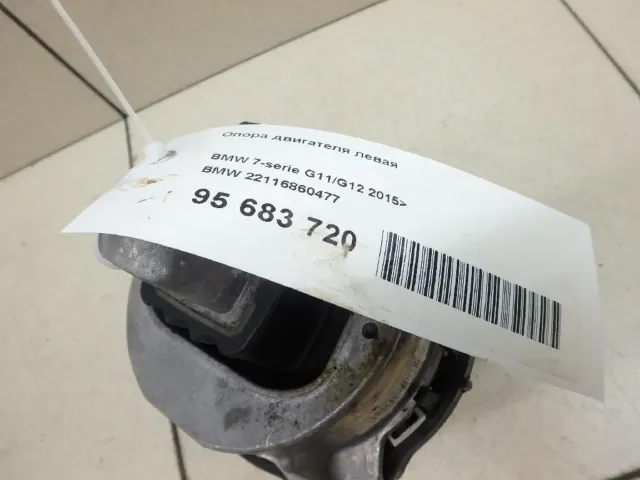 Опора двигателя левая
BMW 7-serie G11/G12 2015>
BMW 22116860477
95 683 720